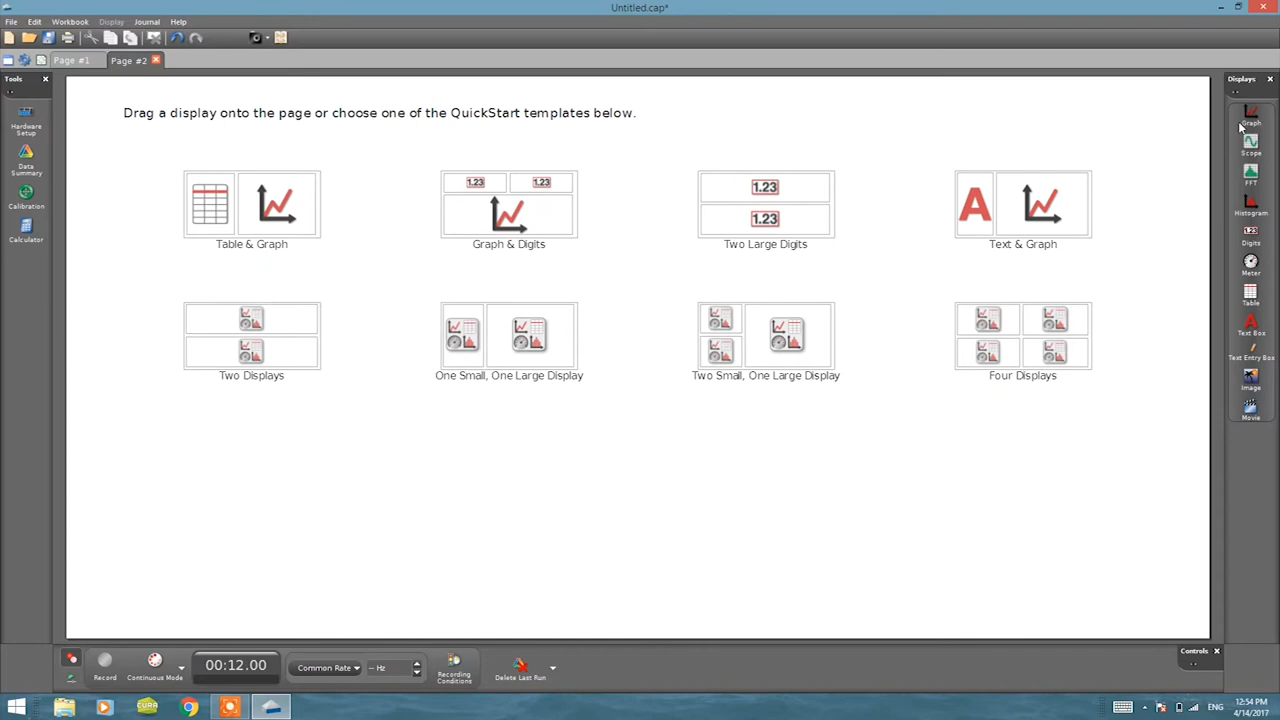 Untitled.cap*
File Edit Workbook Display Journal Help
Page #1 Page #2
Tools
Displays
Hardware Setup
Data Summary
Calibration
Calculator
Drag a display onto the page or choose one of the QuickStart templates below.
1.23 1.23 1.23
1.23
A
Table & Graph Graph & Digits Two Large Digits Text & Graph
Two Displays One Small, One Large Display Two Small, One Large Display Four Displays
Graph
Scope
FFT
Histogram
1.23
Digits
Meter
Table
A
Text Box
Text Entry Box
Image
Movie
Controls
Record Continuous Mode 00:12.00 Common Rate -- Hz Recording Conditions Delete Last Run
CURA
ENG
12:54 PM
4/14/2017